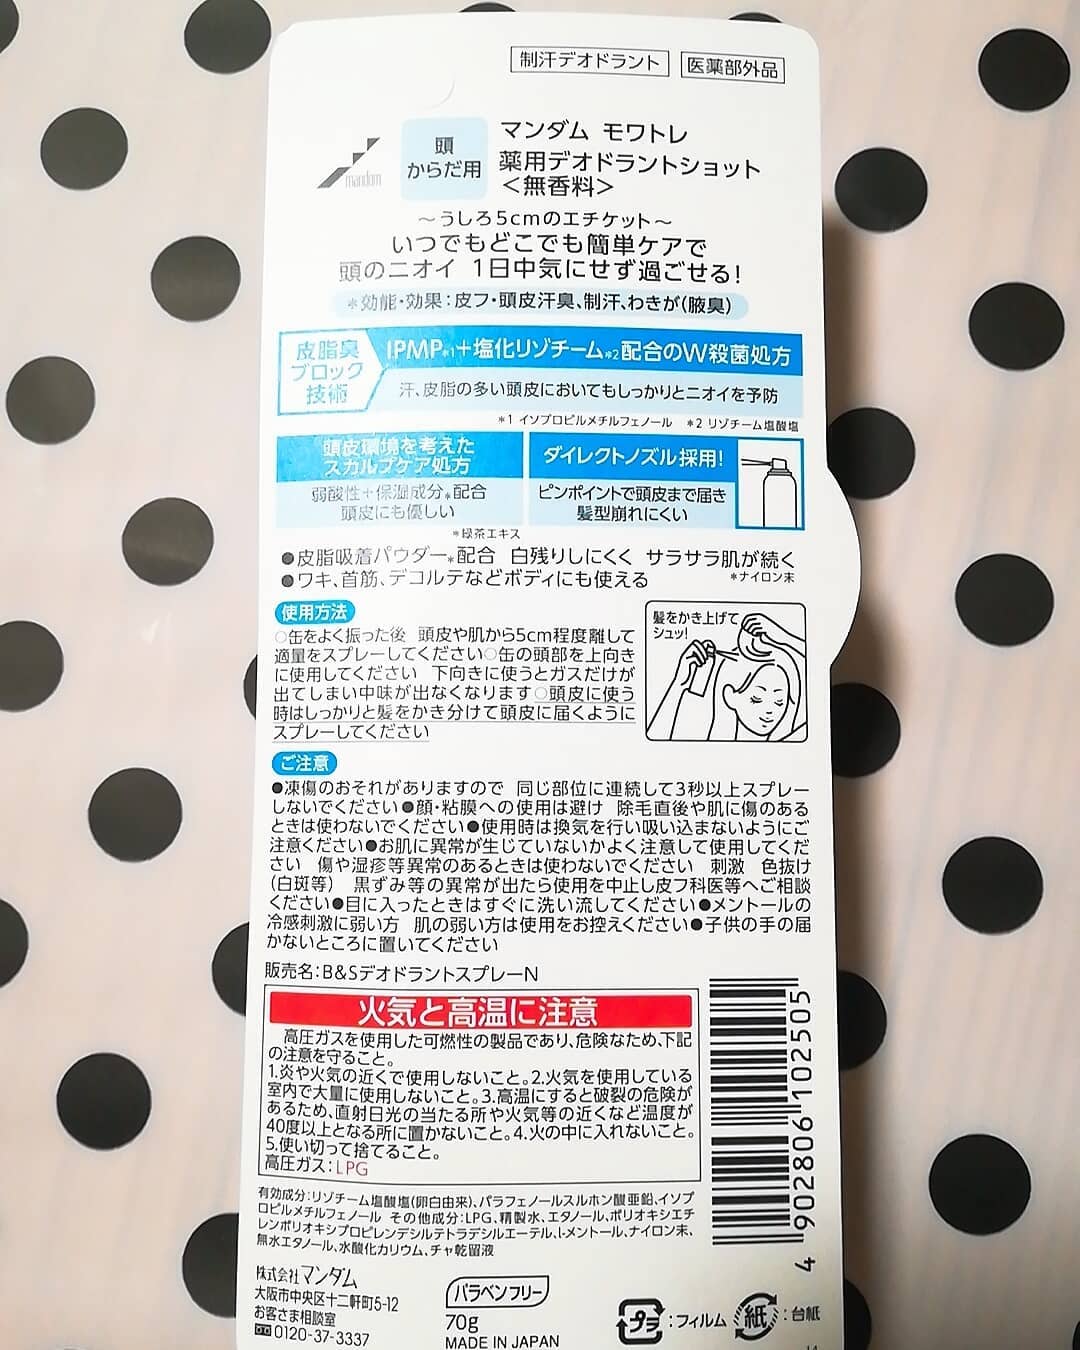 制汗デオドラント 医薬部外品
mandom
頭
からだ用
マンダム モワトレ
薬用デオドラントショット
<無香料>
~うしろ5cmのエチケット~
いつでもどこでも簡単ケアで
頭のニオイ 1日中気にせず過ごせる!
*効能・効果:皮フ・頭皮汗臭、制汗、わきが(腋臭)
皮脂臭
ブロック
技術
IPMP*1+塩化リゾチーム*2配合のW殺菌処方
汗、皮脂の多い頭皮においてもしっかりとニオイを予防
*1 イソプロピルメチルフェノール *2 リゾチーム塩酸塩
頭皮環境を考えた
スカルプケア処方
弱酸性+保湿成分*配合
頭皮にも優しい
*緑茶エキス
ダイレクトノズル採用!
ピンポイントで頭皮まで届き
髪型崩れにくい
●皮脂吸着パウダー*配合 白残りしにくく サラサラ肌が続く
*ナイロン末
●ワキ、首筋、デコルテなどボディにも使える
使用方法
○缶をよく振った後 頭皮や肌から5cm程度離して
適量をスプレーしてください○缶の頭部を上向き
に使用してください 下向きに使うとガスだけが
出てしまい中味が出なくなります○頭皮に使う
時はしっかりと髪をかき分けて頭皮に届くように
スプレーしてください
髪をかき上げて
シュッ!
ご注意
●凍傷のおそれがありますので 同じ部位に連続して3秒以上スプレー
しないでください●顔・粘膜への使用は避け 除毛直後や肌に傷のある
ときは使わないでください●使用時は換気を行い吸い込まないようにご
注意ください●お肌に異常が生じていないかよく注意して使用してくだ
さい 傷や湿疹等異常のあるときは使わないでください 刺激 色抜け
(白斑等) 黒ずみ等の異常が出たら使用を中止し皮フ科医等へご相談
ください●目に入ったときはすぐに洗い流してください●メントールの
冷感刺激に弱い方 肌の弱い方は使用をお控えください●子供の手の届
かないところに置いてください
販売名:B&SデオドラントスプレーN
火気と高温に注意
高圧ガスを使用した可燃性の製品であり、危険なため、下記
の注意を守ること。
1.炎や火気の近くで使用しないこと。2.火気を使用している
室内で大量に使用しないこと。3.高温にすると破裂の危険が
あるため、直射日光の当たる所や火気等の近くなど温度が
40度以上となる所に置かないこと。4.火の中に入れないこと。
5.使い切って捨てること。
高圧ガス:LPG
4 902806 102505
有効成分:リゾチーム塩酸塩(卵白由来)、パラフェノールスルホン酸亜鉛、イソプ
ロピルメチルフェノール その他成分:LPG、精製水、エタノール、ポリオキシエチ
レンポリオキシプロピレンデシルテトラデシルエーテル、l-メントール、ナイロン末、
無水エタノール、水酸化カリウム、チャ乾留液
株式会社マンダム
大阪市中央区十二軒町5-12
お客さま相談室
0120-37-3337
パラベンフリー
70g
MADE IN JAPAN
プラ:フィルム 紙:台紙